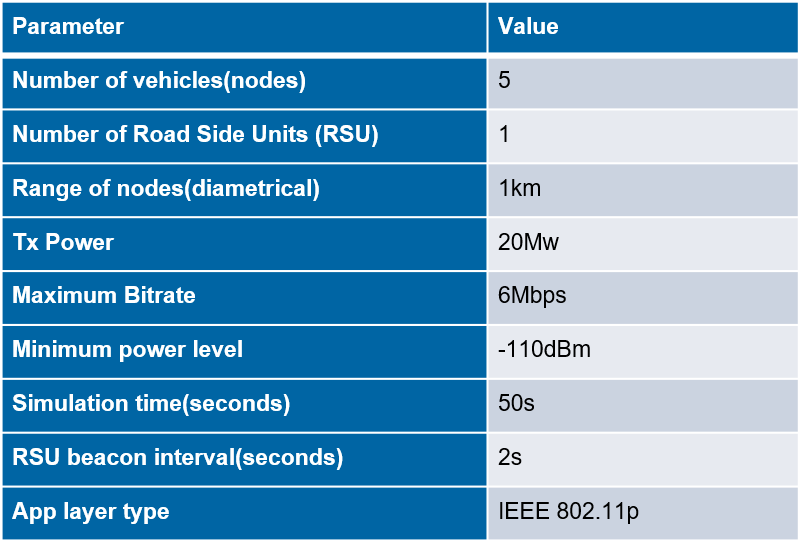 Parameter Value
Number of vehicles(nodes) 5
Number of Road Side Units (RSU) 1
Range of nodes(diametrical) 1km
Tx Power 20Mw
Maximum Bitrate 6Mbps
Minimum power level -110dBm
Simulation time(seconds) 50s
RSU beacon interval(seconds) 2s
App layer type IEEE 802.11p